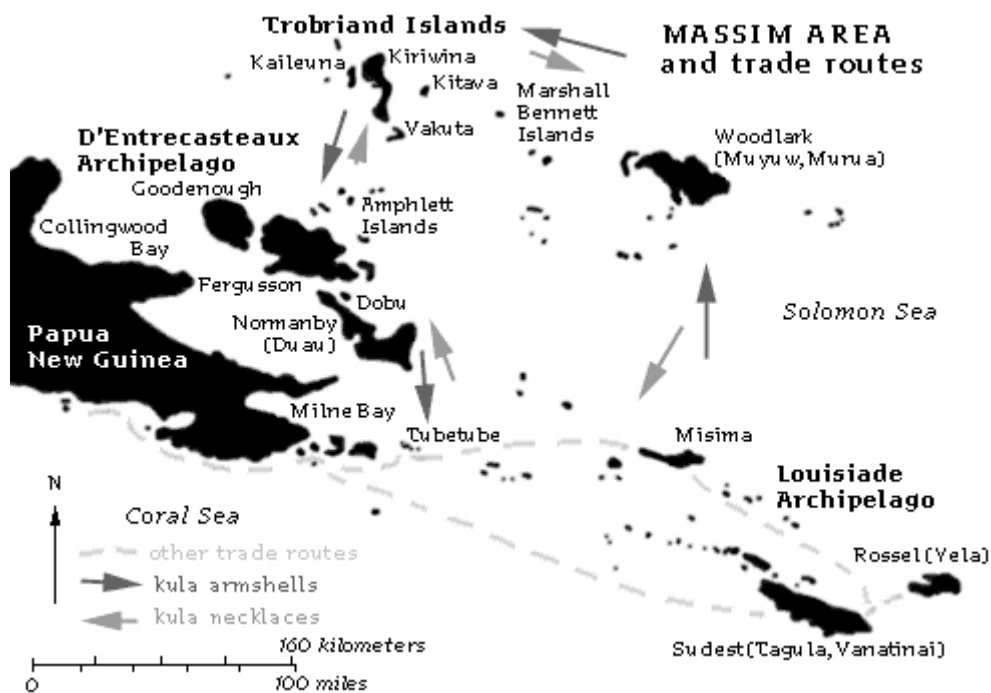 Trobriand Islands
MASSIM AREA
and trade routes
Kaileuna
Kiriwina
Kitava
Marshall
Bennett
Islands
Vakuta
D'Entrecasteaux
Archipelago
Woodlark
(Muyuw, Murua)
Goodenough
Amphlett
Islands
Collingwood
Bay
Fergusson
Dobu
Normanby
(Duau)
Solomon Sea
Papua
New Guinea
Milne Bay
Tubetube
Misima
Louisiade
Archipelago
N
Coral Sea
other trade routes
Rossel(Yela)
kula armshells
kula necklaces
160 kilometers
Sudest(Tagula, Vanatinai)
0
100 miles